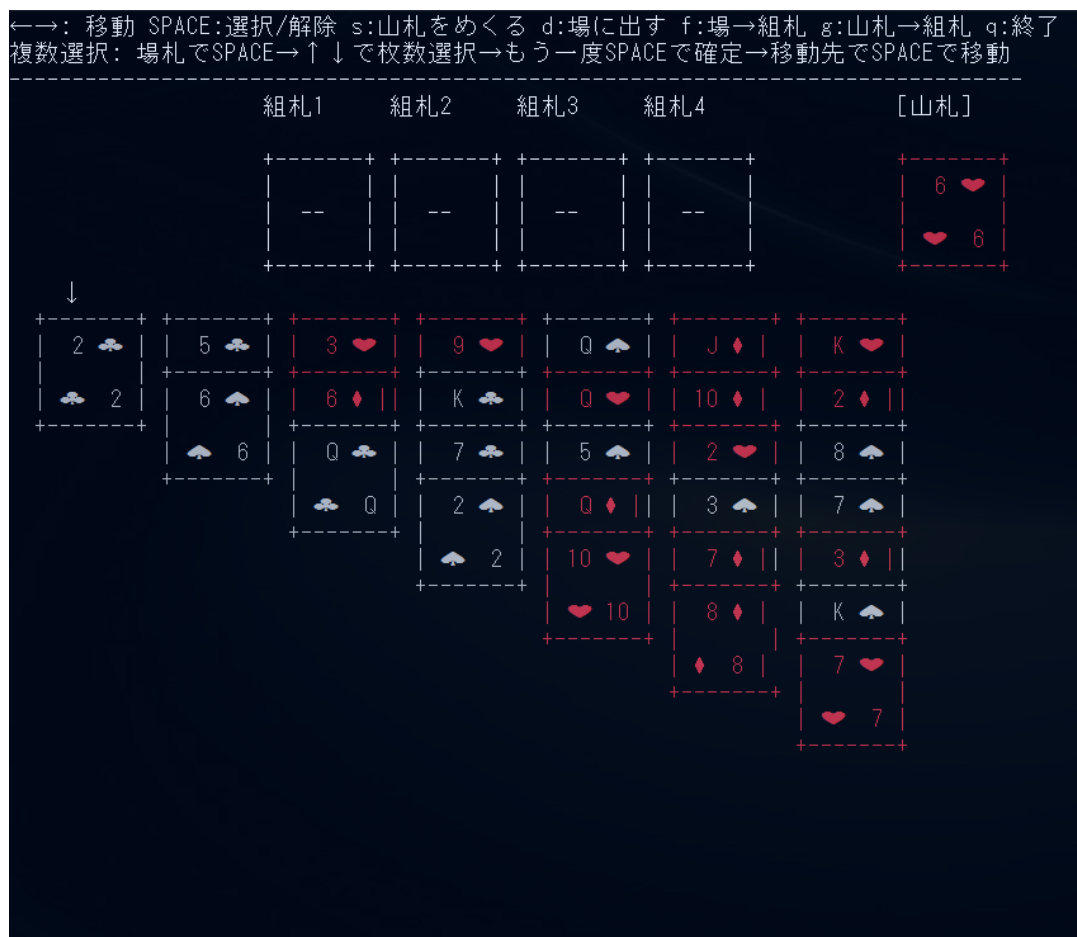 ←→: 移動 SPACE:選択/解除 s:山札をめくる d:場に出す f:場→組札 g:山札→組札 q:終了
複数選択: 場札でSPACE→↑↓で枚数選択→もう一度SPACEで確定→移動先でSPACEで移動
組札1 組札2 組札3 組札4 [山札]
6 ♥
-- -- -- --
♥ 6
↓
2 ♣ 5 ♣ 3 ♥ 9 ♥ Q ♠ J ♦ K ♥
♣ 2 6 ♠ 6 ♦ K ♣ Q ♥ 10 ♦ 2 ♦
♠ 6 Q ♣ 7 ♣ 5 ♠ 2 ♥ 8 ♠
♣ Q 2 ♠ Q ♦ 3 ♠ 7 ♠
♠ 2 10 ♥ 7 ♦ 3 ♦
♥ 10 8 ♦ K ♠
♦ 8 7 ♥
♥ 7